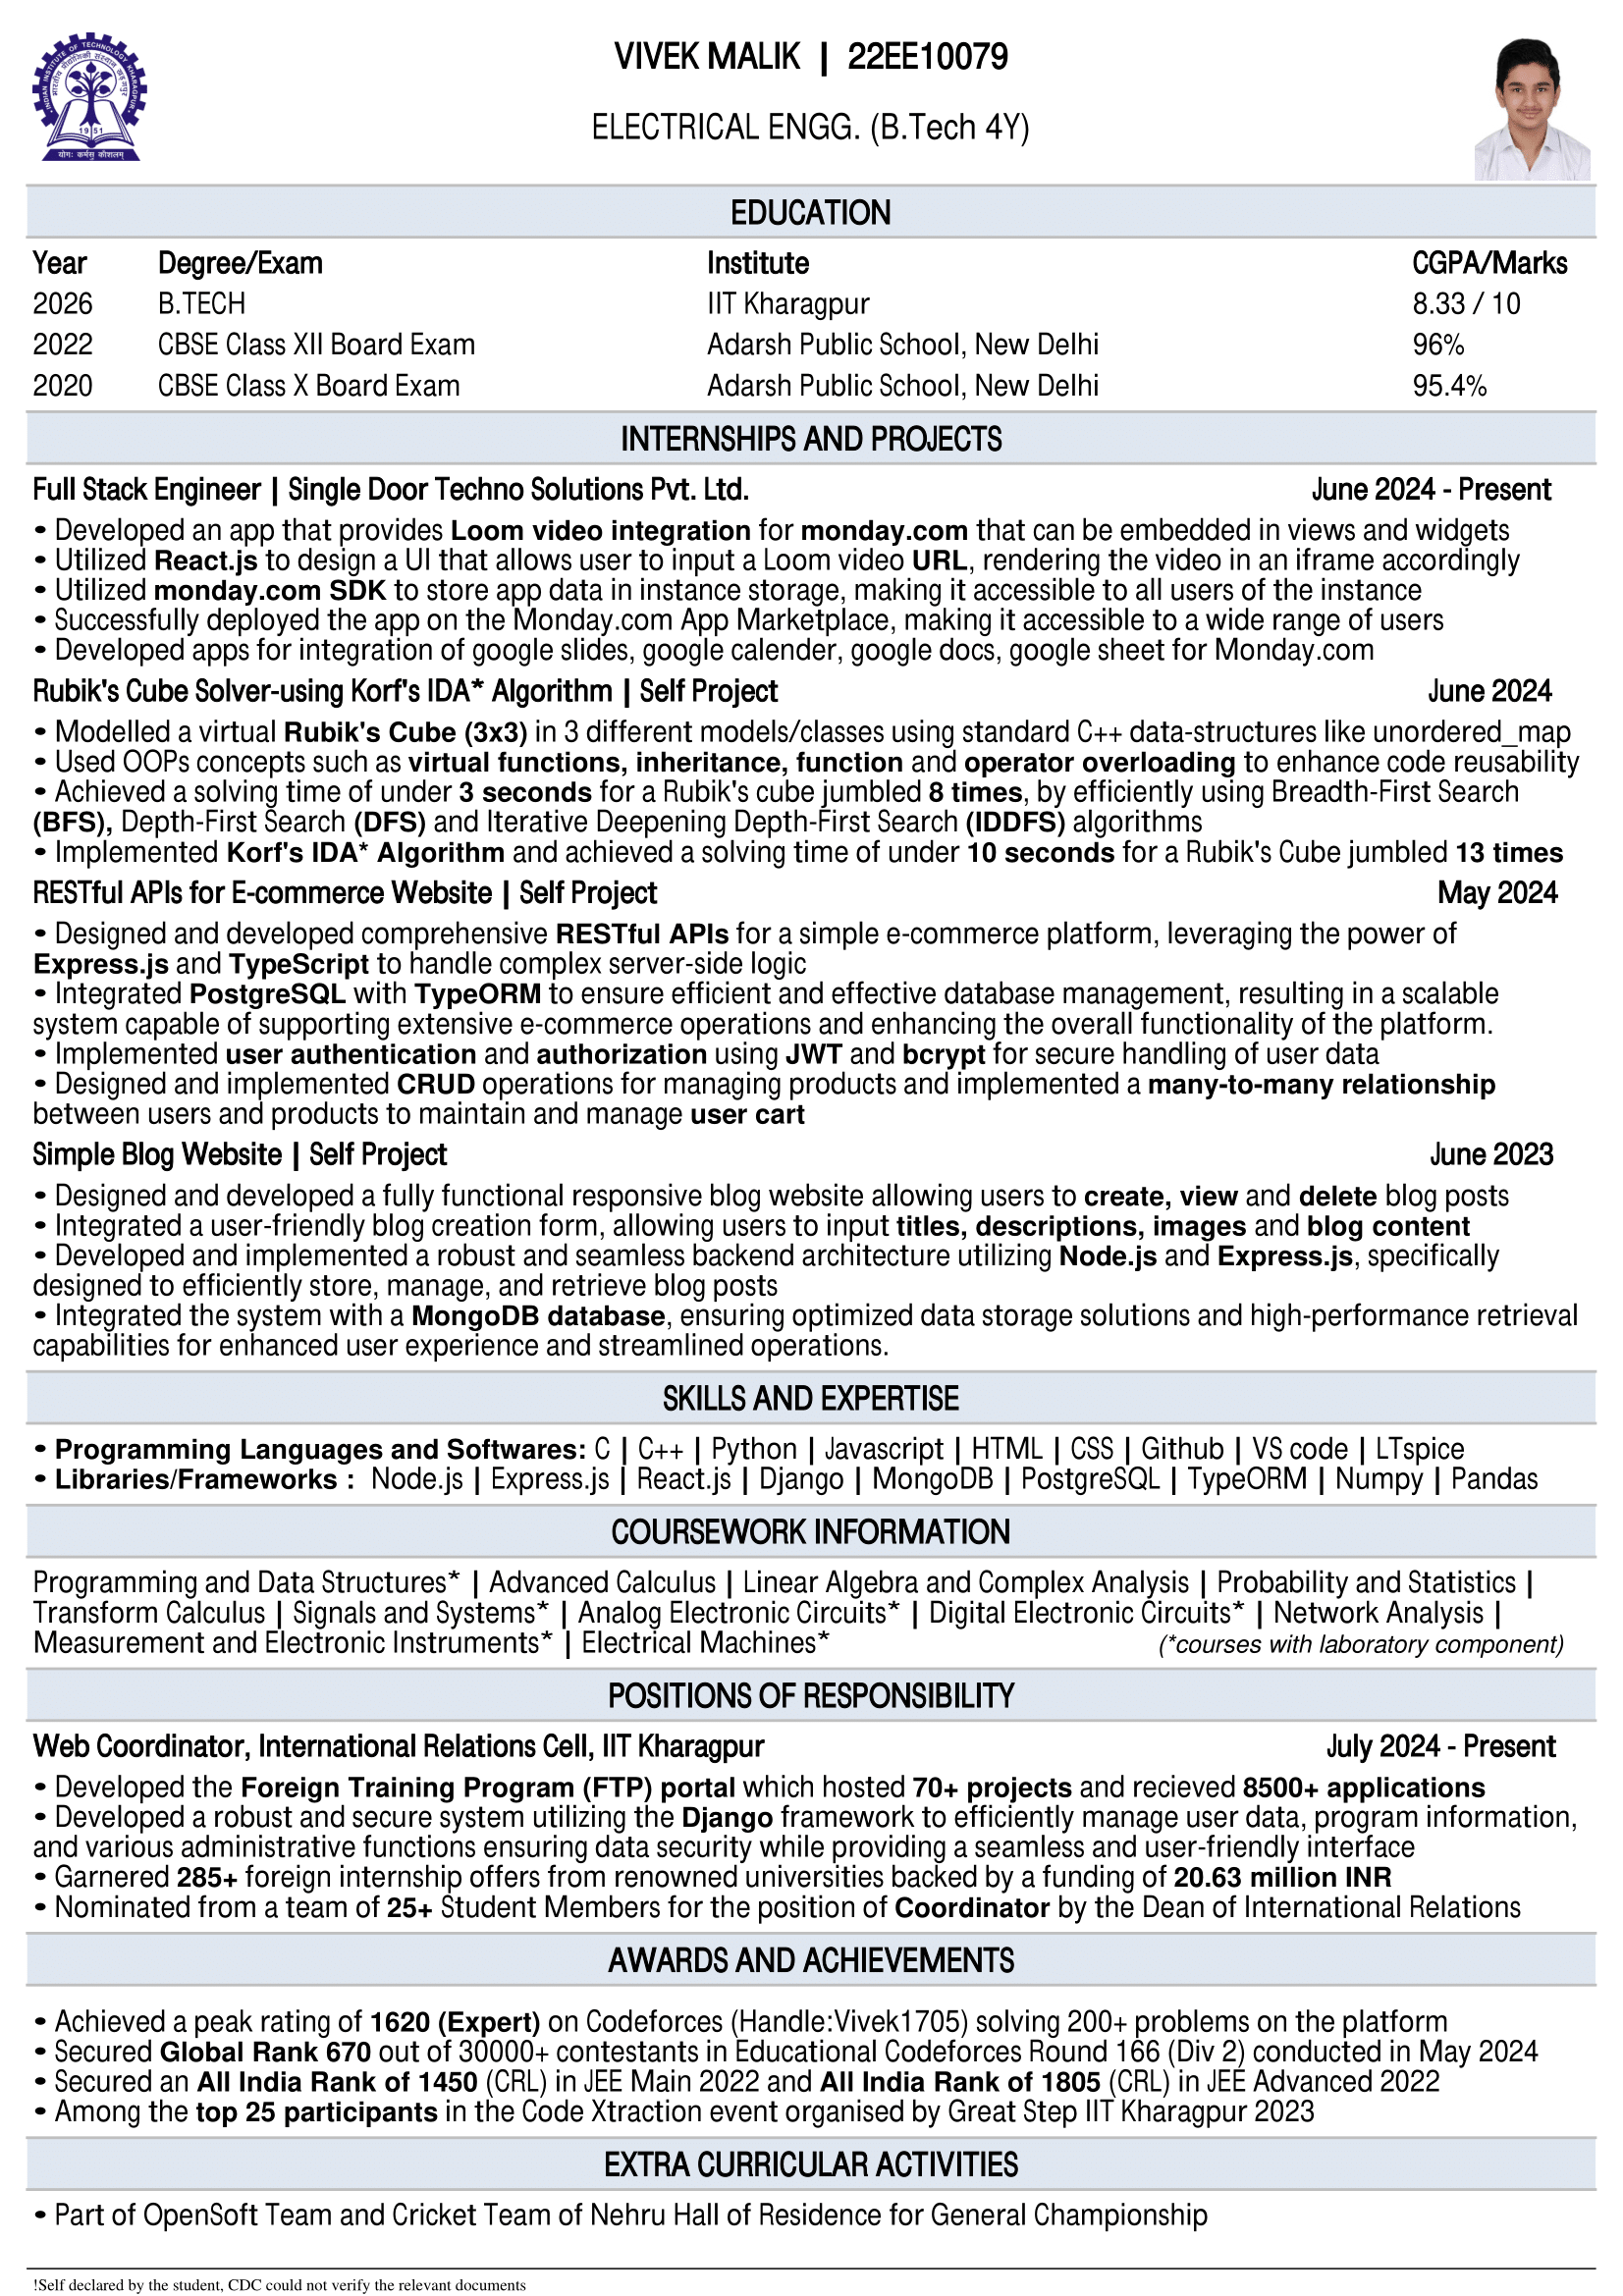 INDIAN INSTITUTE OF TECHNOLOGY KHARAGPUR
1951
योगः कर्मसु कौशलम्
VIVEK MALIK | 22EE10079
ELECTRICAL ENGG. (B.Tech 4Y)
EDUCATION
Year Degree/Exam Institute CGPA/Marks
2026 B.TECH IIT Kharagpur 8.33 / 10
2022 CBSE Class XII Board Exam Adarsh Public School, New Delhi 96%
2020 CBSE Class X Board Exam Adarsh Public School, New Delhi 95.4%
INTERNSHIPS AND PROJECTS
Full Stack Engineer | Single Door Techno Solutions Pvt. Ltd. June 2024 - Present
• Developed an app that provides Loom video integration for monday.com that can be embedded in views and widgets
• Utilized React.js to design a UI that allows user to input a Loom video URL, rendering the video in an iframe accordingly
• Utilized monday.com SDK to store app data in instance storage, making it accessible to all users of the instance
• Successfully deployed the app on the Monday.com App Marketplace, making it accessible to a wide range of users
• Developed apps for integration of google slides, google calender, google docs, google sheet for Monday.com
Rubik's Cube Solver-using Korf's IDA* Algorithm | Self Project June 2024
• Modelled a virtual Rubik's Cube (3x3) in 3 different models/classes using standard C++ data-structures like unordered_map
• Used OOPs concepts such as virtual functions, inheritance, function and operator overloading to enhance code reusability
• Achieved a solving time of under 3 seconds for a Rubik's cube jumbled 8 times, by efficiently using Breadth-First Search
(BFS), Depth-First Search (DFS) and Iterative Deepening Depth-First Search (IDDFS) algorithms
• Implemented Korf's IDA* Algorithm and achieved a solving time of under 10 seconds for a Rubik's Cube jumbled 13 times
RESTful APIs for E-commerce Website | Self Project May 2024
• Designed and developed comprehensive RESTful APIs for a simple e-commerce platform, leveraging the power of
Express.js and TypeScript to handle complex server-side logic
• Integrated PostgreSQL with TypeORM to ensure efficient and effective database management, resulting in a scalable
system capable of supporting extensive e-commerce operations and enhancing the overall functionality of the platform.
• Implemented user authentication and authorization using JWT and bcrypt for secure handling of user data
• Designed and implemented CRUD operations for managing products and implemented a many-to-many relationship
between users and products to maintain and manage user cart
Simple Blog Website | Self Project June 2023
• Designed and developed a fully functional responsive blog website allowing users to create, view and delete blog posts
• Integrated a user-friendly blog creation form, allowing users to input titles, descriptions, images and blog content
• Developed and implemented a robust and seamless backend architecture utilizing Node.js and Express.js, specifically
designed to efficiently store, manage, and retrieve blog posts
• Integrated the system with a MongoDB database, ensuring optimized data storage solutions and high-performance retrieval
capabilities for enhanced user experience and streamlined operations.
SKILLS AND EXPERTISE
• Programming Languages and Softwares: C | C++ | Python | Javascript | HTML | CSS | Github | VS code | LTspice
• Libraries/Frameworks : Node.js | Express.js | React.js | Django | MongoDB | PostgreSQL | TypeORM | Numpy | Pandas
COURSEWORK INFORMATION
Programming and Data Structures* | Advanced Calculus | Linear Algebra and Complex Analysis | Probability and Statistics |
Transform Calculus | Signals and Systems* | Analog Electronic Circuits* | Digital Electronic Circuits* | Network Analysis |
Measurement and Electronic Instruments* | Electrical Machines* (*courses with laboratory component)
POSITIONS OF RESPONSIBILITY
Web Coordinator, International Relations Cell, IIT Kharagpur July 2024 - Present
• Developed the Foreign Training Program (FTP) portal which hosted 70+ projects and recieved 8500+ applications
• Developed a robust and secure system utilizing the Django framework to efficiently manage user data, program information,
and various administrative functions ensuring data security while providing a seamless and user-friendly interface
• Garnered 285+ foreign internship offers from renowned universities backed by a funding of 20.63 million INR
• Nominated from a team of 25+ Student Members for the position of Coordinator by the Dean of International Relations
AWARDS AND ACHIEVEMENTS
• Achieved a peak rating of 1620 (Expert) on Codeforces (Handle:Vivek1705) solving 200+ problems on the platform
• Secured Global Rank 670 out of 30000+ contestants in Educational Codeforces Round 166 (Div 2) conducted in May 2024
• Secured an All India Rank of 1450 (CRL) in JEE Main 2022 and All India Rank of 1805 (CRL) in JEE Advanced 2022
• Among the top 25 participants in the Code Xtraction event organised by Great Step IIT Kharagpur 2023
EXTRA CURRICULAR ACTIVITIES
• Part of OpenSoft Team and Cricket Team of Nehru Hall of Residence for General Championship
!Self declared by the student, CDC could not verify the relevant documents